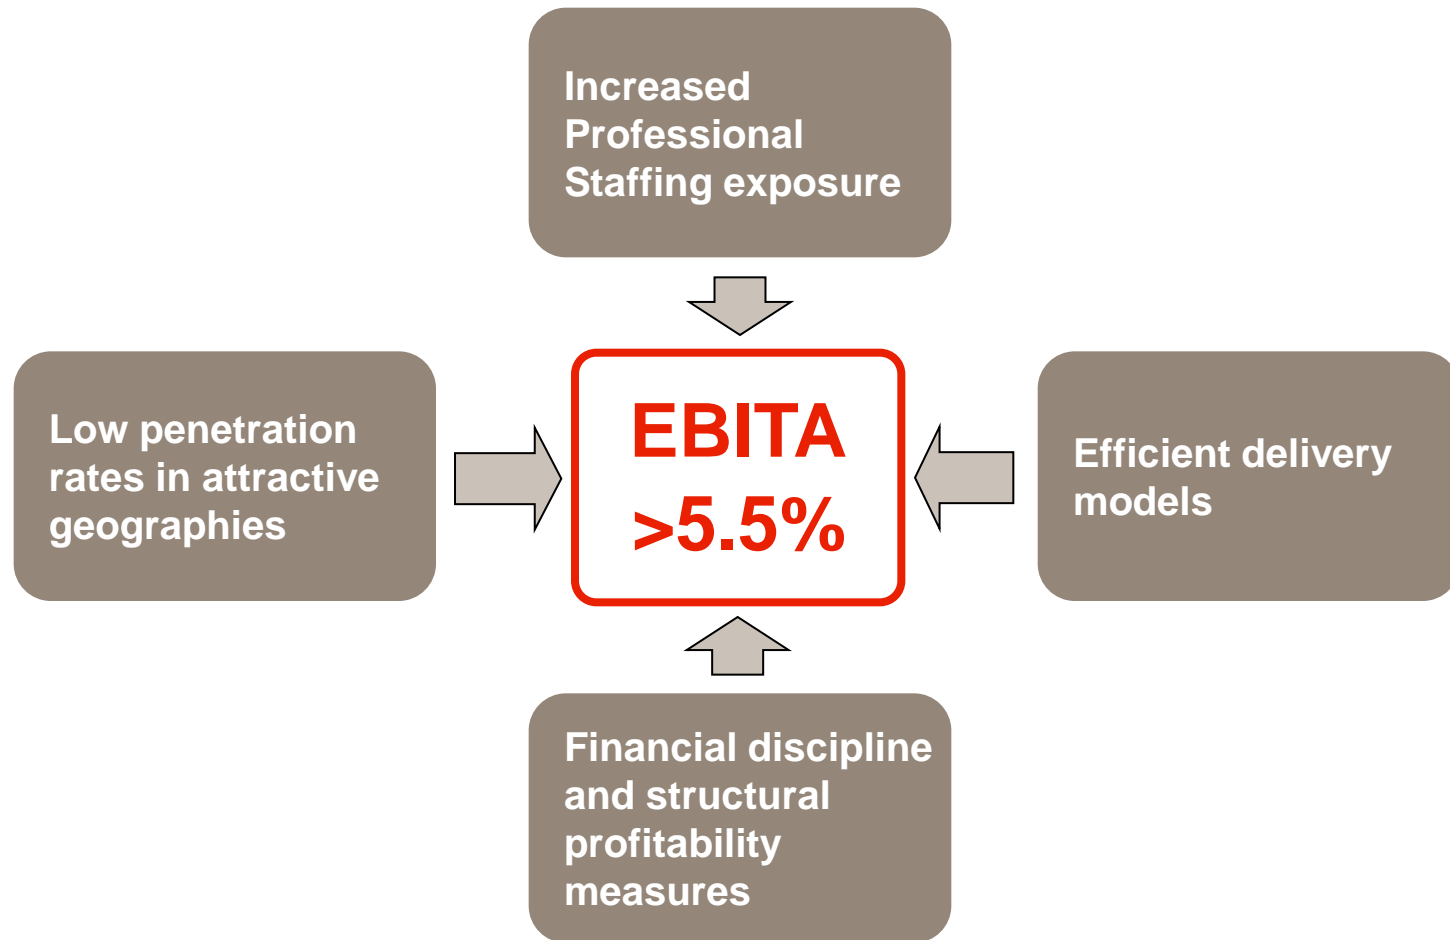 Increased
Professional
Staffing exposure
Low penetration
rates in attractive
geographies
EBITA
>5.5%
Efficient delivery
models
Financial discipline
and structural
profitability
measures